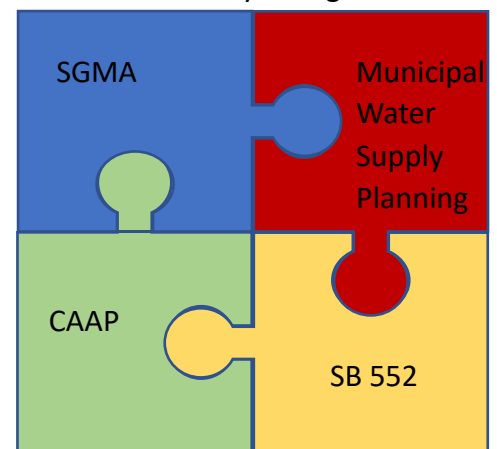 SGMA
Municipal
Water
Supply
Planning
CAAP
SB 552